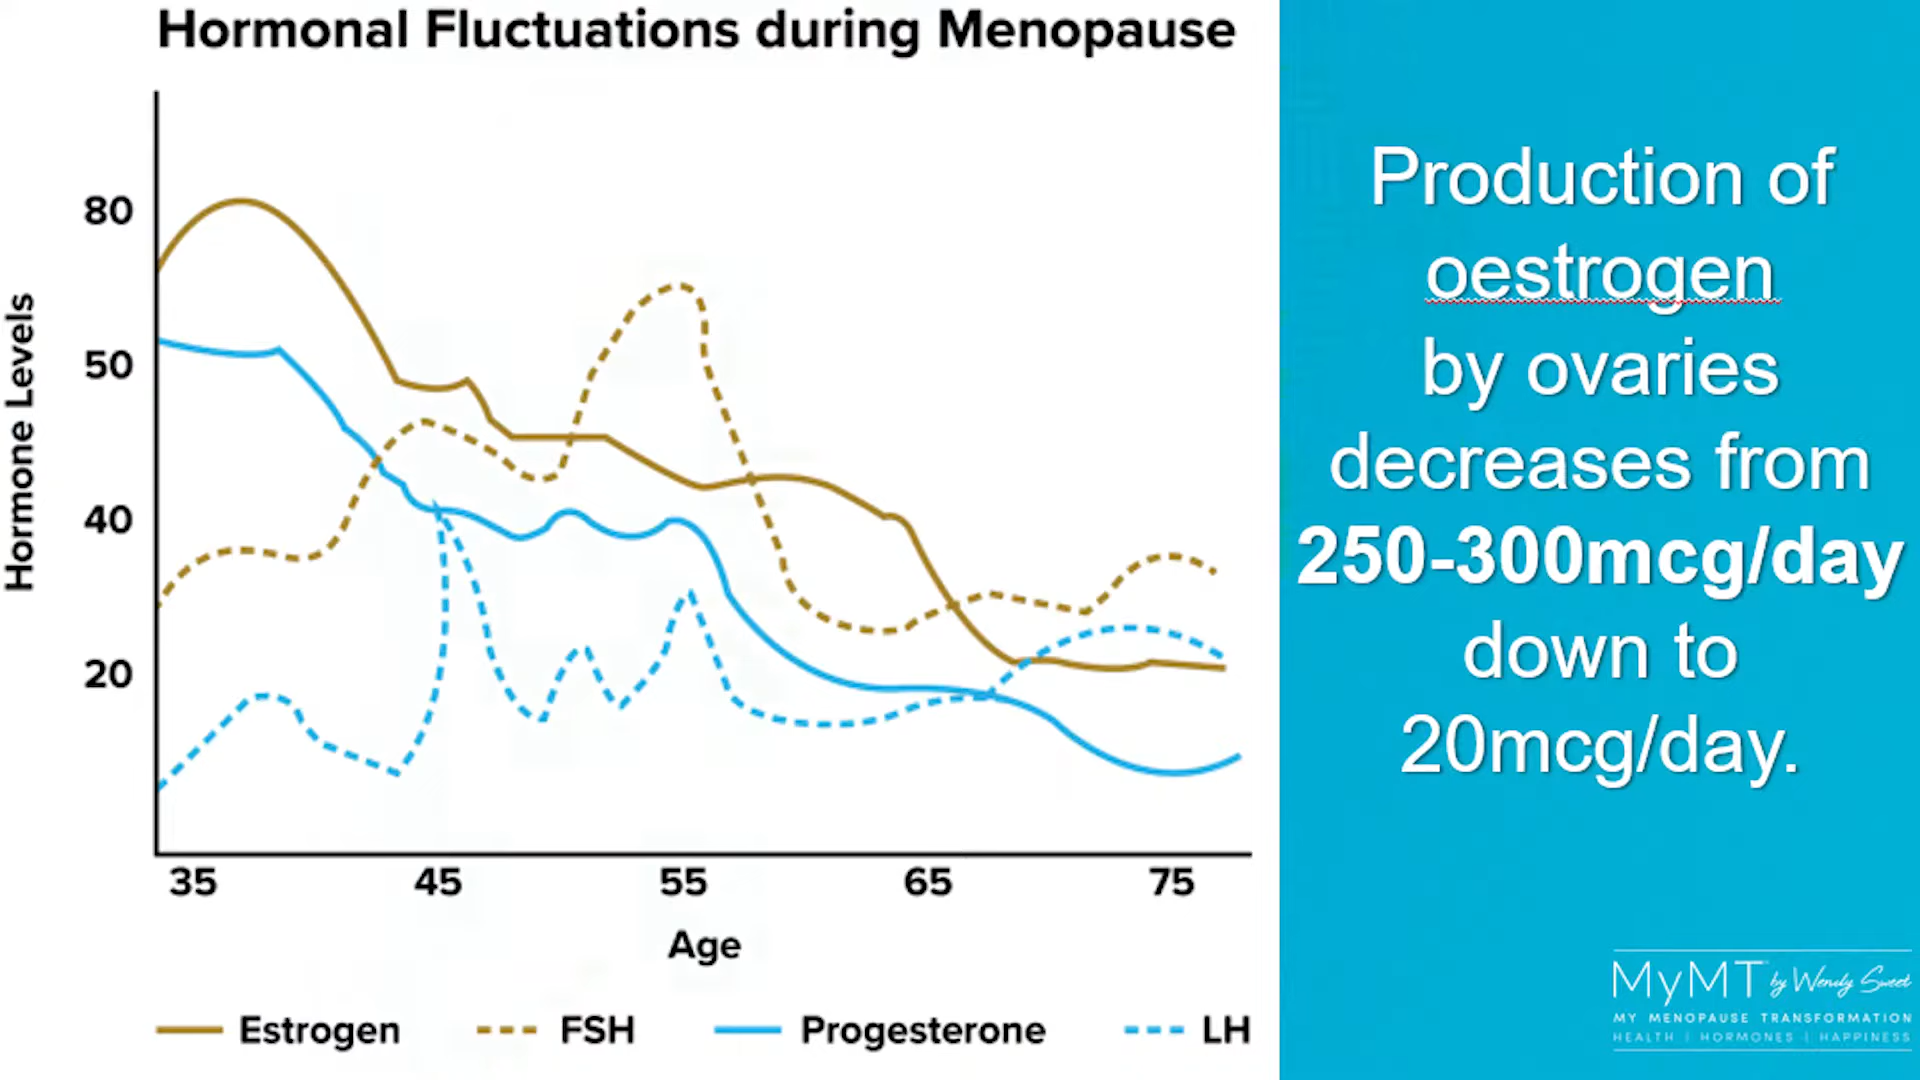 Hormonal Fluctuations during Menopause
Hormone Levels
80
50
40
20
35 45 55 65 75
Age
Estrogen FSH Progesterone LH
Production of
oestrogen
by ovaries
decreases from
250-300mcg/day
down to
20mcg/day.
MyMT by Wendy Sweet
MY MENOPAUSE TRANSFORMATION
HEALTH | HORMONES | HAPPINESS